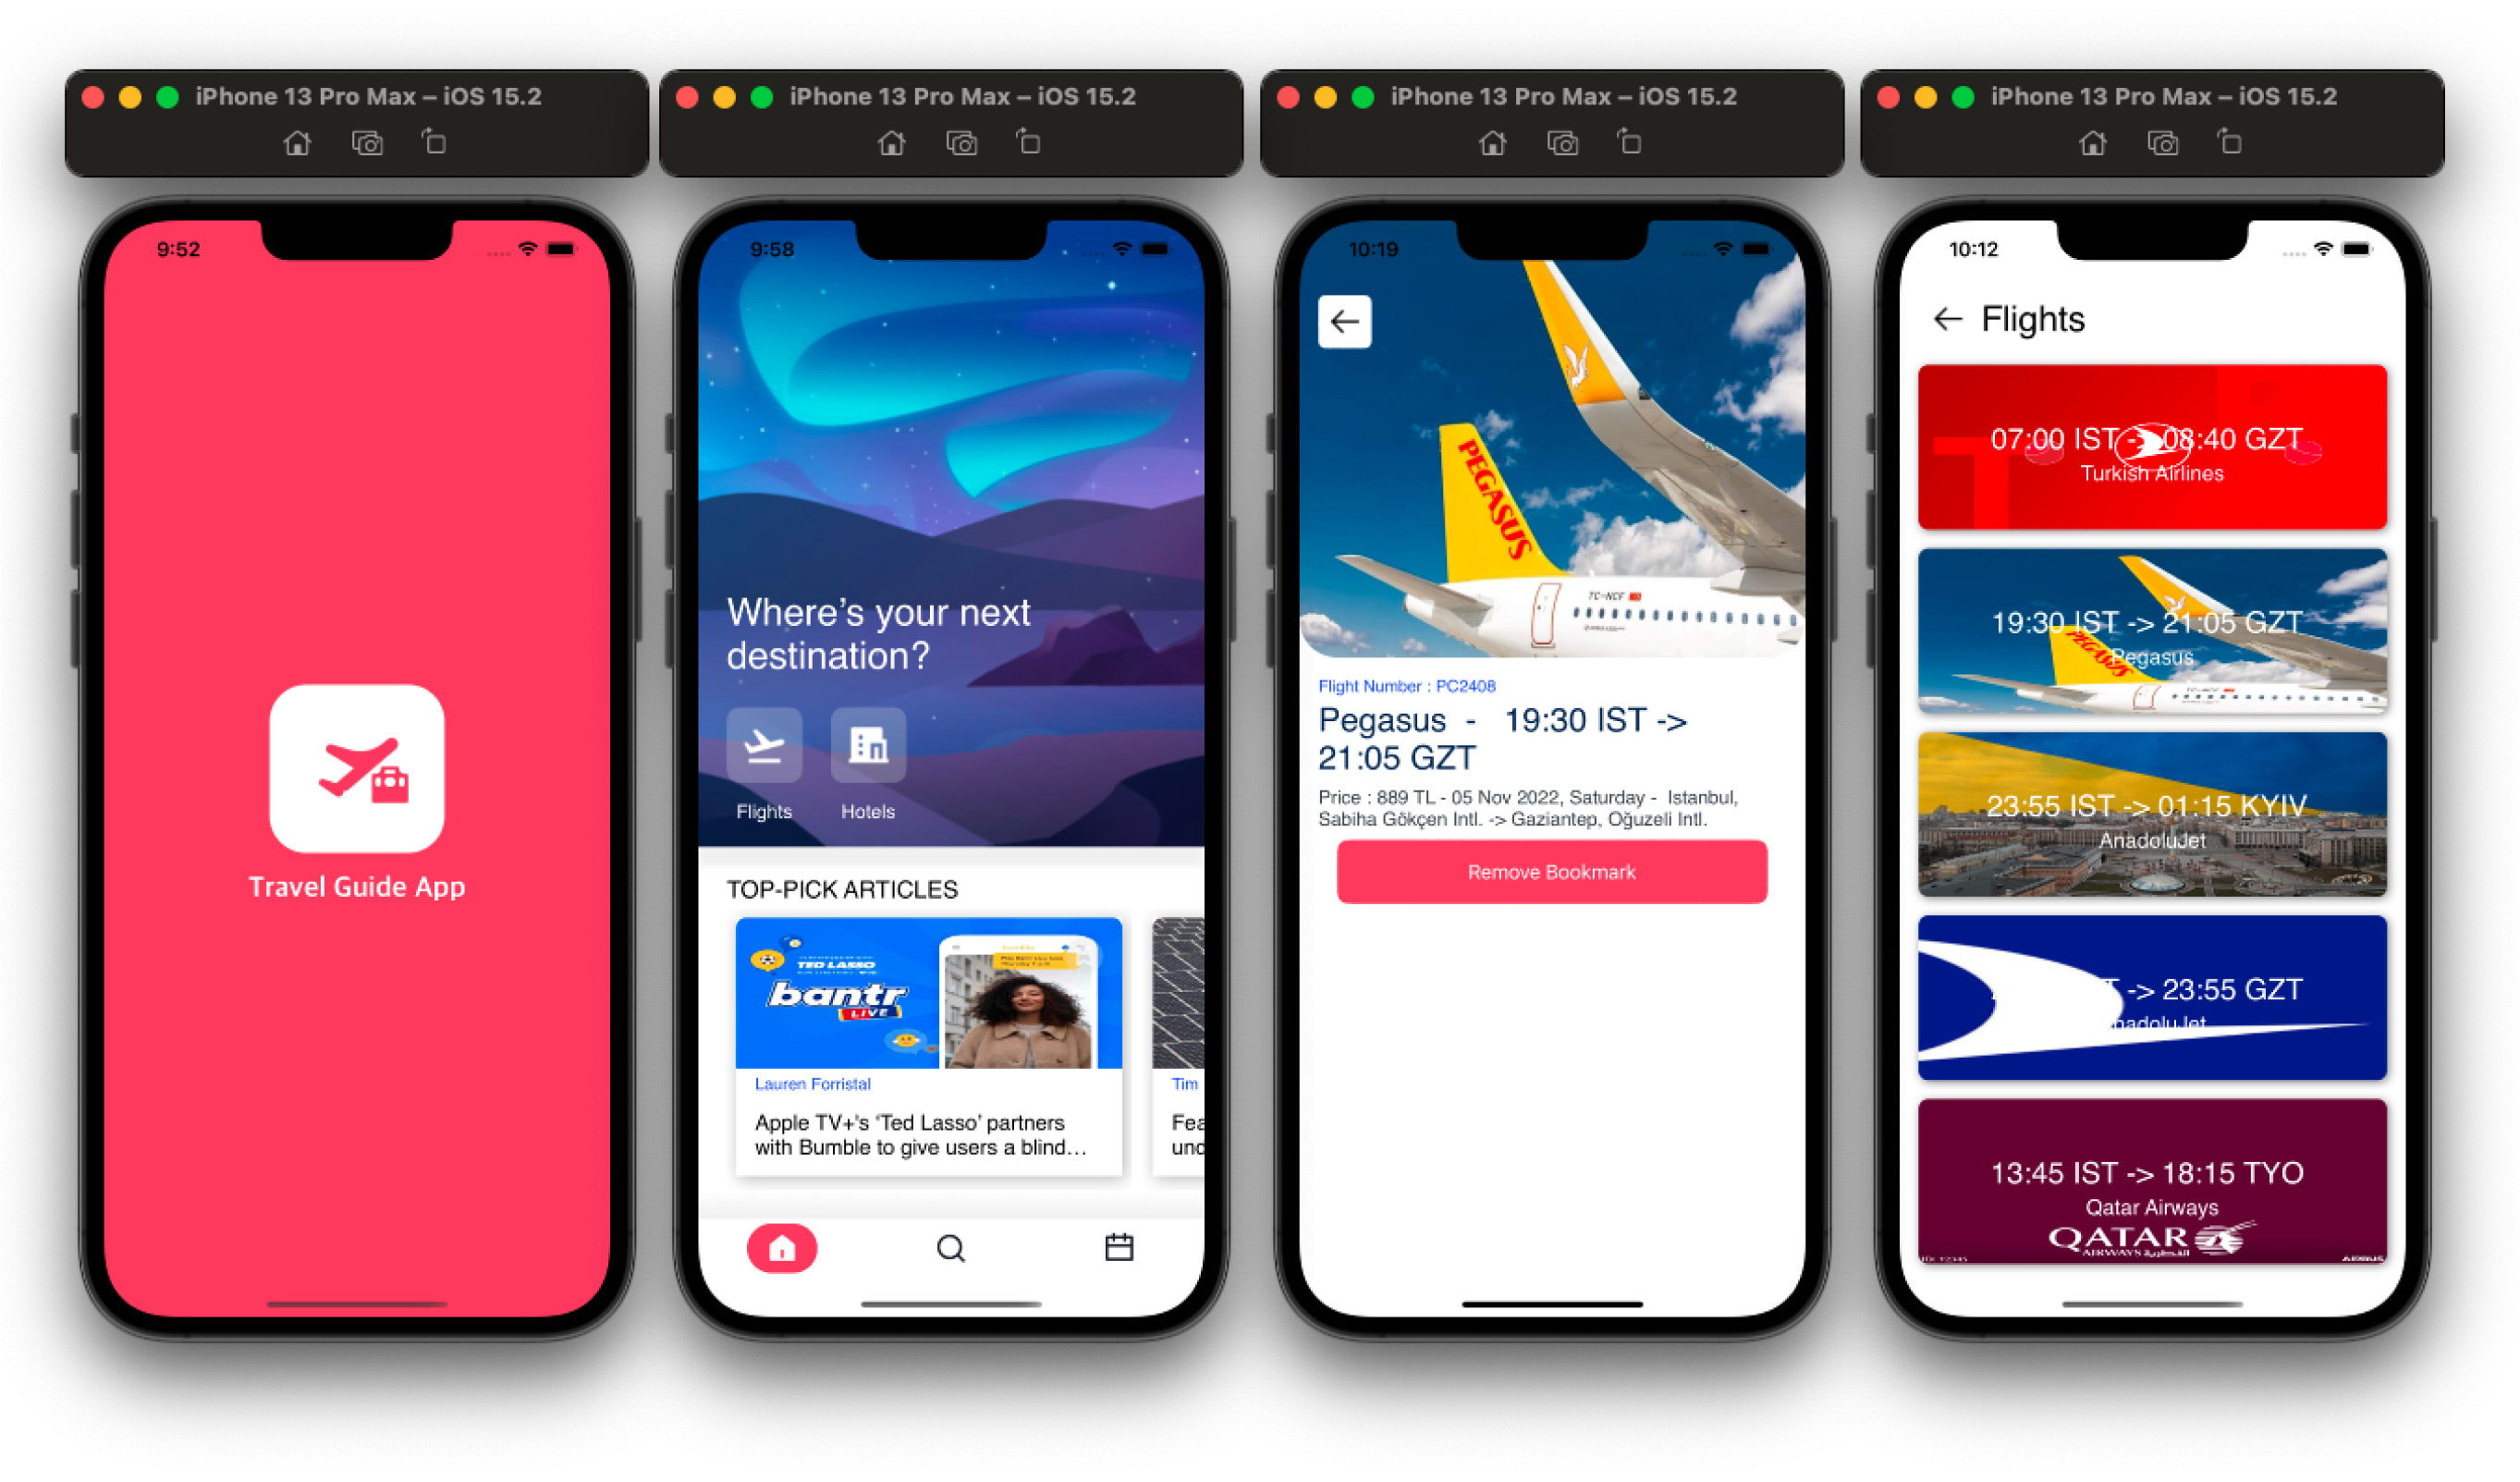 iPhone 13 Pro Max – iOS 15.2
9:52
Travel Guide App
iPhone 13 Pro Max – iOS 15.2
9:58
Where's your next
destination?
Flights
Hotels
TOP-PICK ARTICLES
TED LASSO
bantr
LIVE
Lauren Forristal
Apple TV+'s 'Ted Lasso' partners
with Bumble to give users a blind...
Tim
Fea
und
iPhone 13 Pro Max – iOS 15.2
10:19
PEGASUS
TC-NCF
Flight Number : PC2408
Pegasus - 19:30 IST ->
21:05 GZT
Price : 889 TL - 05 Nov 2022, Saturday - Istanbul,
Sabiha Gökçen Intl. -> Gaziantep, Oğuzeli Intl.
Remove Bookmark
iPhone 13 Pro Max – iOS 15.2
10:12
Flights
07:00 IST -> 08:40 GZT
Turkish Airlines
19:30 IST -> 21:05 GZT
Pegasus
PEGASUS
23:55 IST -> 01:15 KYIV
AnadoluJet
-> 23:55 GZT
nadoluJet
13:45 IST -> 18:15 TYO
Qatar Airways
QATAR
AIRWAYS القطرية
AIRBUS